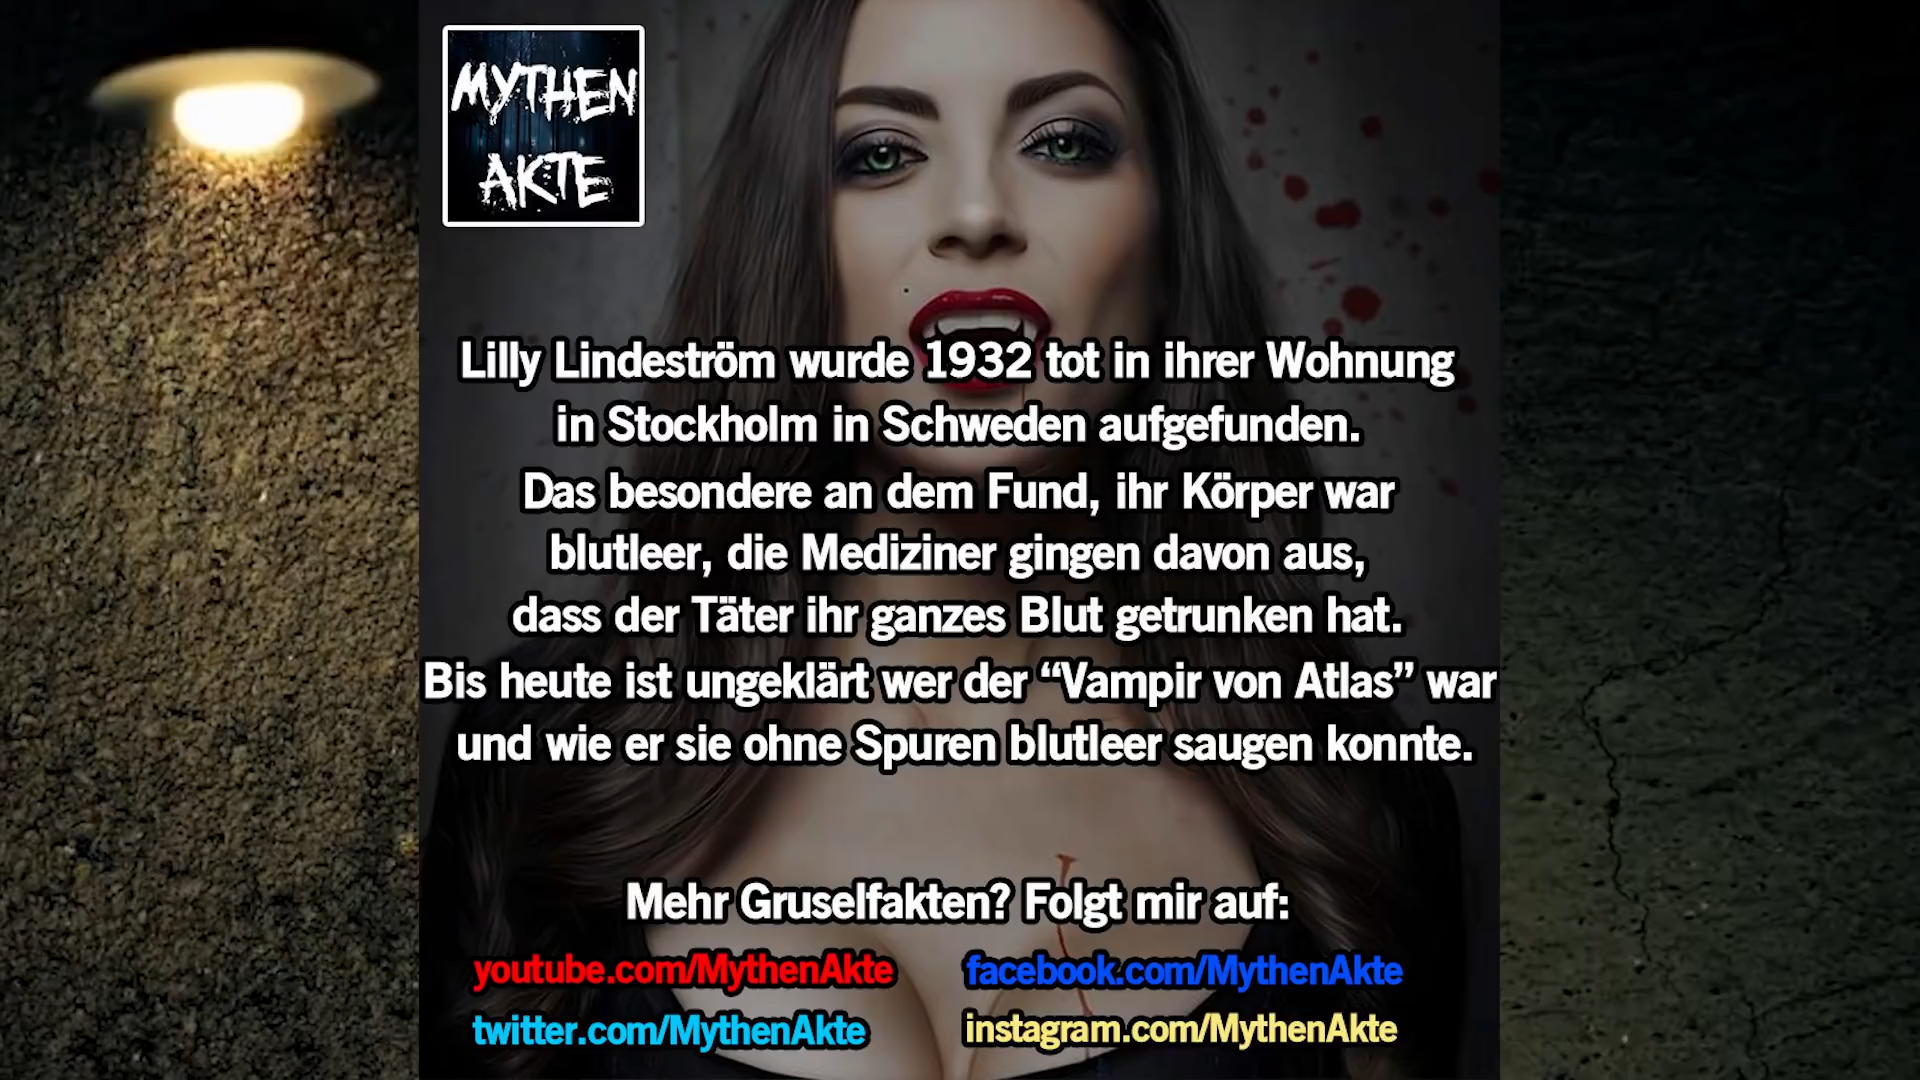 MYTHEN
AKTE
Lilly Lindeström wurde 1932 tot in ihrer Wohnung
in Stockholm in Schweden aufgefunden.
Das besondere an dem Fund, ihr Körper war
blutleer, die Mediziner gingen davon aus,
dass der Täter ihr ganzes Blut getrunken hat.
Bis heute ist ungeklärt wer der “Vampir von Atlas” war
und wie er sie ohne Spuren blutleer saugen konnte.
Mehr Gruselfakten? Folgt mir auf:
youtube.com/MythenAkte facebook.com/MythenAkte
twitter.com/MythenAkte instagram.com/MythenAkte